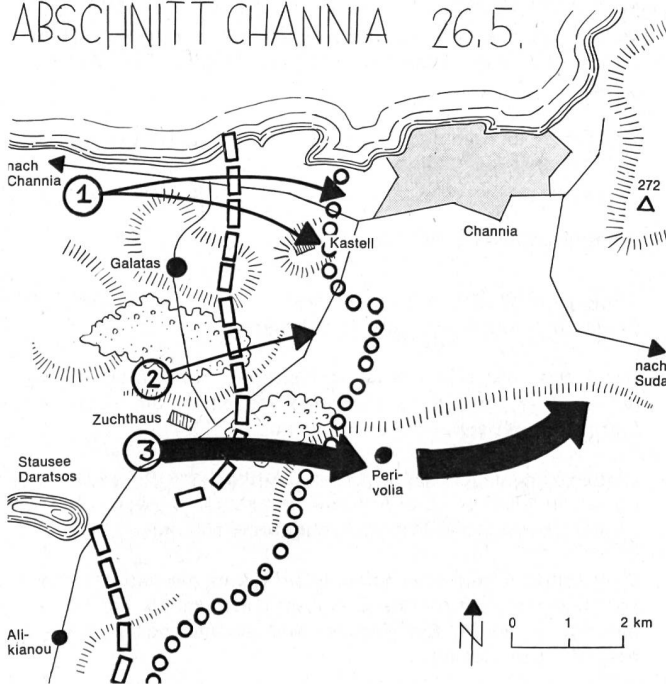 ABSCHNITT CHANNIA 26.5.
nach
Channia
1
272
Kastell
Channia
Galatas
nach
Suda
2
Zuchthaus
3
Stausee
Daratsos
Peri-
volia
Ali-
kianou
N
0 1 2 km